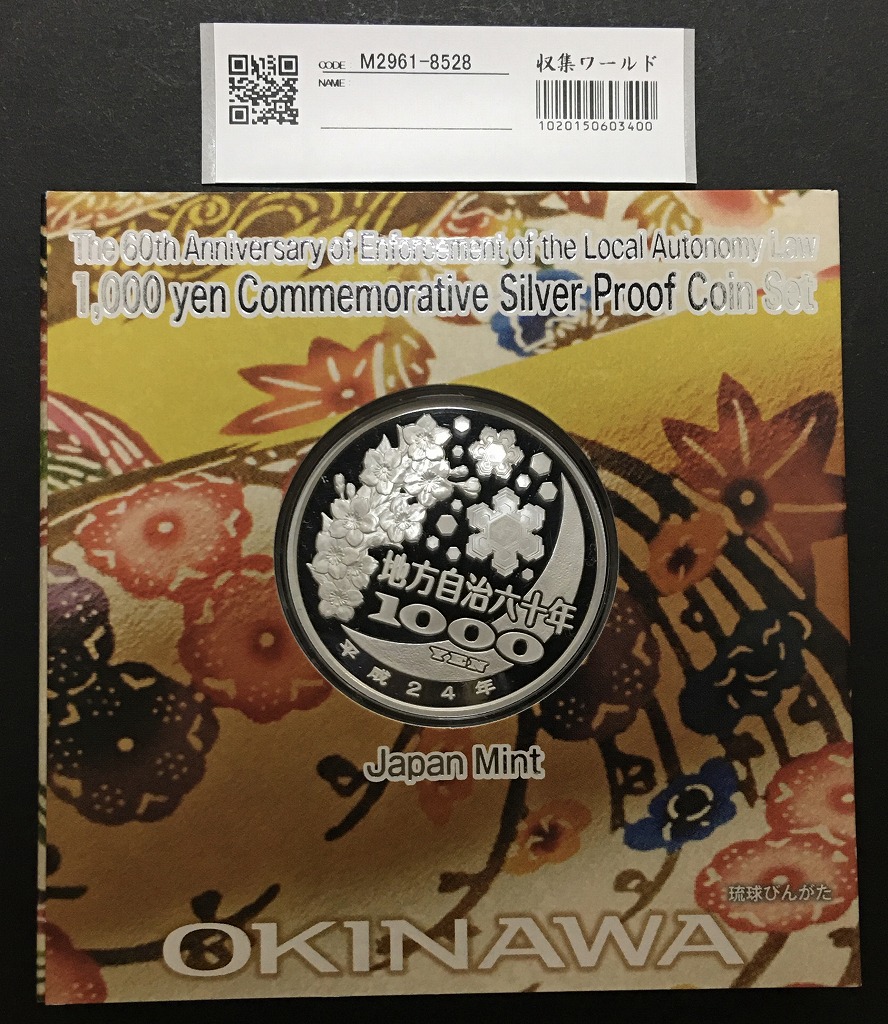 CODE M2961-8528
NAME
収集ワールド
1020150603400
The 60th Anniversary of Enforcement of the Local Autonomy Law
1,000 yen Commemorative Silver Proof Coin Set
地方自治六十年
1000
YEN
平成24年
Japan Mint
琉球びんがた
OKINAWA